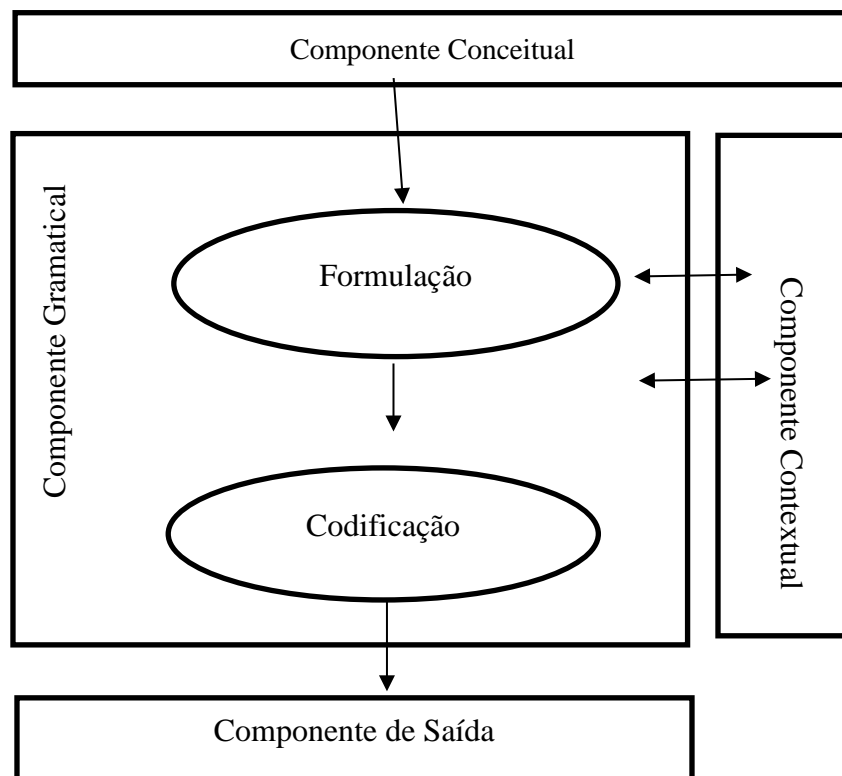 Componente Conceitual
Componente Gramatical
Formulação
Componente Contextual
Codificação
Componente de Saída